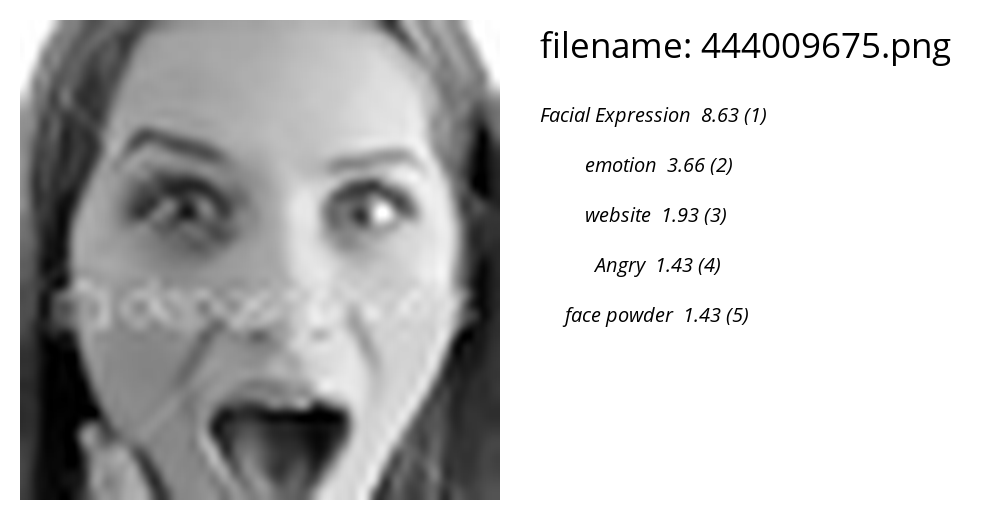 filename: 444009675.png
Facial Expression 8.63 (1)
emotion 3.66 (2)
website 1.93 (3)
Angry 1.43 (4)
face powder 1.43 (5)